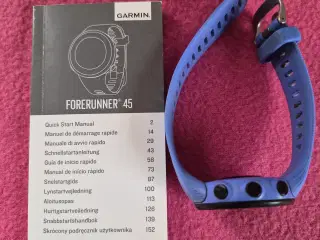 GARMIN
FORERUNNER® 45
Quick Start Manual 2
Manuel de démarrage rapide 14
Manuale di avvio rapido 29
Schnellstartanleitung 43
Guía de inicio rápido 58
Manual de início rápido 73
Snelstartgids 87
Lynstartvejledning 100
Aloitusopas 113
Hurtigstartveiledning 126
Snabbstartshandbok 139
Skrócony podręcznik użytkownika 152